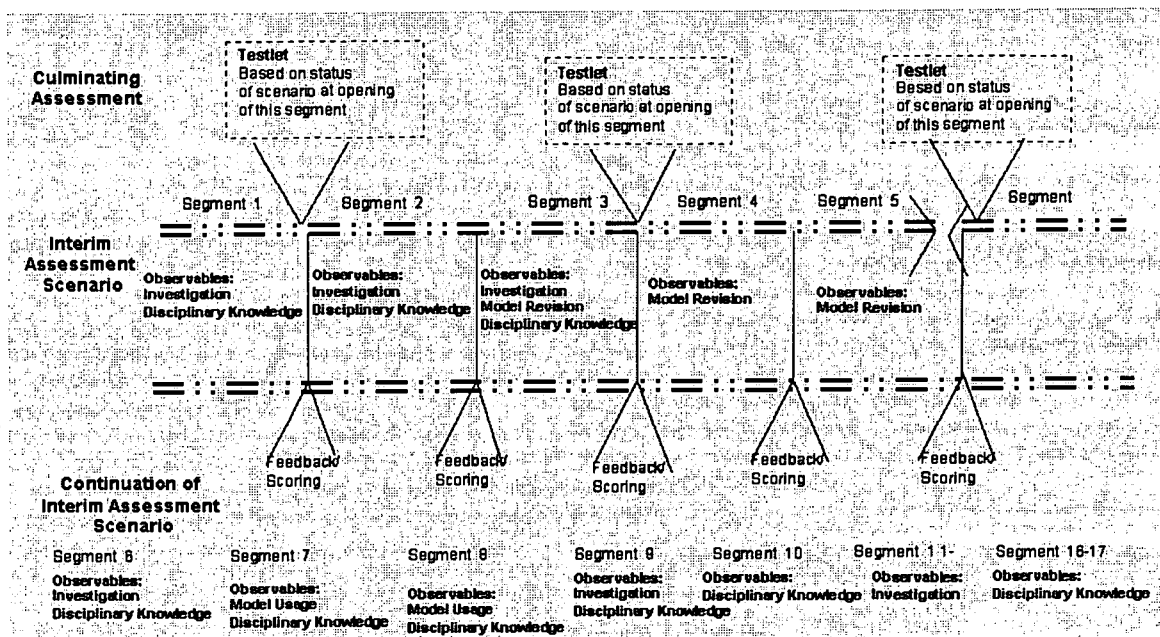 Culminating
Assessment
Testlet
Based on status
of scenario at opening
of this segment
Testlet
Based on status
of scenario at opening
of this segment
Testlet
Based on status
of scenario at opening
of this segment
Segment 1
Segment 2
Segment 3
Segment 4
Segment 5
Segment
Interim
Assessment
Scenario
Observables:
Investigation
Disciplinary Knowledge
Observables:
Investigation
Disciplinary Knowledge
Observables:
Investigation
Model Revision
Disciplinary Knowledge
Observables:
Model Revision
Observables:
Model Revision
Feedback/
Scoring
Feedback/
Scoring
Feedback/
Scoring
Feedback/
Scoring
Feedback/
Scoring
Continuation of
Interim Assessment
Scenario
Segment 6
Observables:
Investigation
Disciplinary Knowledge
Segment 7
Observables:
Model Usage
Disciplinary Knowledge
Segment 8
Observables:
Model Usage
Disciplinary Knowledge
Segment 9
Observables:
Investigation
Disciplinary Knowledge
Segment 10
Observables:
Disciplinary Knowledge
Segment 11-
Observables:
Investigation
Segment 16-17
Observables:
Disciplinary Knowledge